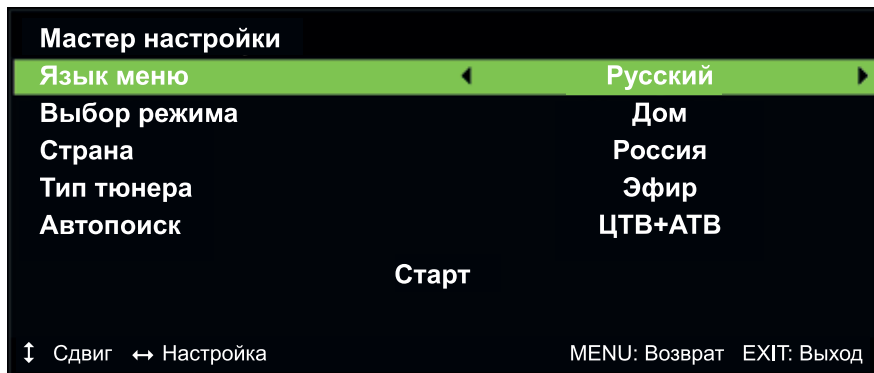 Мастер настройки
Язык меню Русский
Выбор режима Дом
Страна Россия
Тип тюнера Эфир
Автопоиск ЦТВ+АТВ
Старт
Сдвиг Настройка MENU: Возврат EXIT: Выход